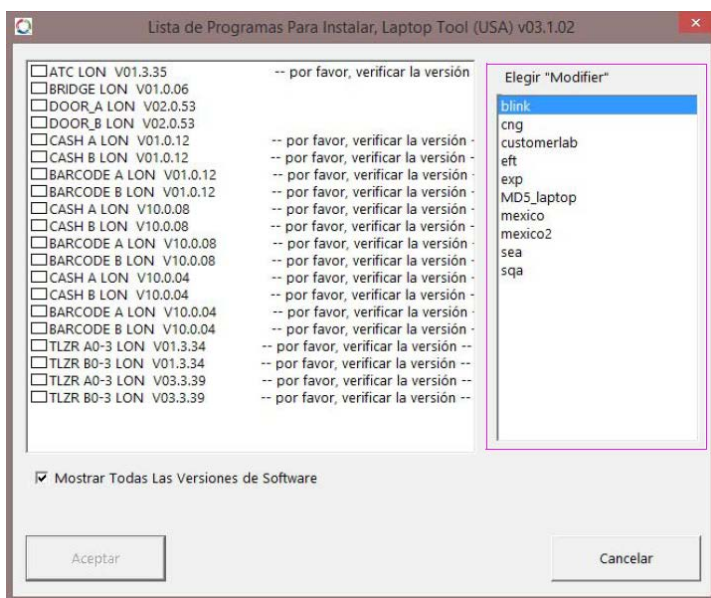 Lista de Programas Para Instalar, Laptop Tool (USA) v03.1.02
ATC LON V01.3.35 -- por favor, verificar la versión
BRIDGE LON V01.0.06
DOOR_A LON V02.0.53
DOOR_B LON V02.0.53
CASH A LON V01.0.12 -- por favor, verificar la versión -
CASH B LON V01.0.12 -- por favor, verificar la versión -
BARCODE A LON V01.0.12 -- por favor, verificar la versión -
BARCODE B LON V01.0.12 -- por favor, verificar la versión -
CASH A LON V10.0.08 -- por favor, verificar la versión -
CASH B LON V10.0.08 -- por favor, verificar la versión -
BARCODE A LON V10.0.08 -- por favor, verificar la versión -
BARCODE B LON V10.0.08 -- por favor, verificar la versión -
CASH A LON V10.0.04 -- por favor, verificar la versión -
CASH B LON V10.0.04 -- por favor, verificar la versión -
BARCODE A LON V10.0.04 -- por favor, verificar la versión -
BARCODE B LON V10.0.04 -- por favor, verificar la versión -
TLZR A0-3 LON V01.3.34 -- por favor, verificar la versión --
TLZR B0-3 LON V01.3.34 -- por favor, verificar la versión --
TLZR A0-3 LON V03.3.39 -- por favor, verificar la versión --
TLZR B0-3 LON V03.3.39 -- por favor, verificar la versión --
Elegir "Modifier"
blink
cng
customerlab
eft
exp
MD5_laptop
mexico
mexico2
sea
sqa
Mostrar Todas Las Versiones de Software
Aceptar
Cancelar